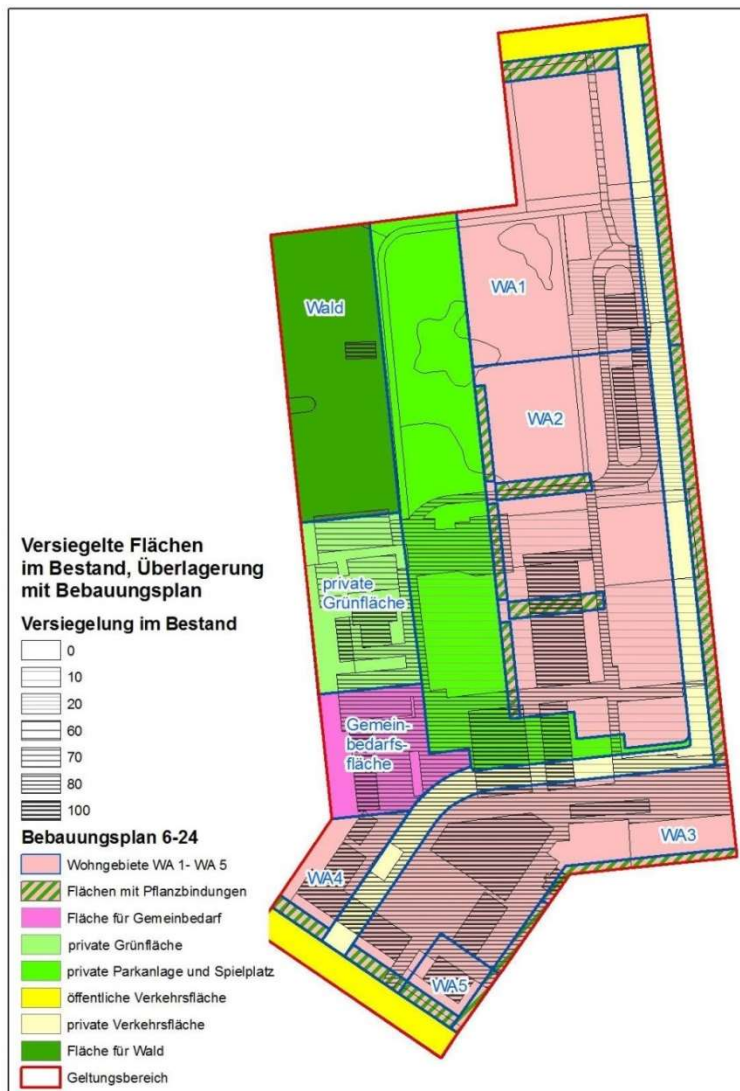 WA1
Wald
WA2
private
Grünfläche
Gemein-
bedarfs-
fläche
WA3
WA4
WA5
Versiegelte Flächen
im Bestand, Überlagerung
mit Bebauungsplan
Versiegelung im Bestand
0
10
20
60
70
80
100
Bebauungsplan 6-24
Wohngebiete WA 1- WA 5
Flächen mit Pflanzbindungen
Fläche für Gemeinbedarf
private Grünfläche
private Parkanlage und Spielplatz
öffentliche Verkehrsfläche
private Verkehrsfläche
Fläche für Wald
Geltungsbereich